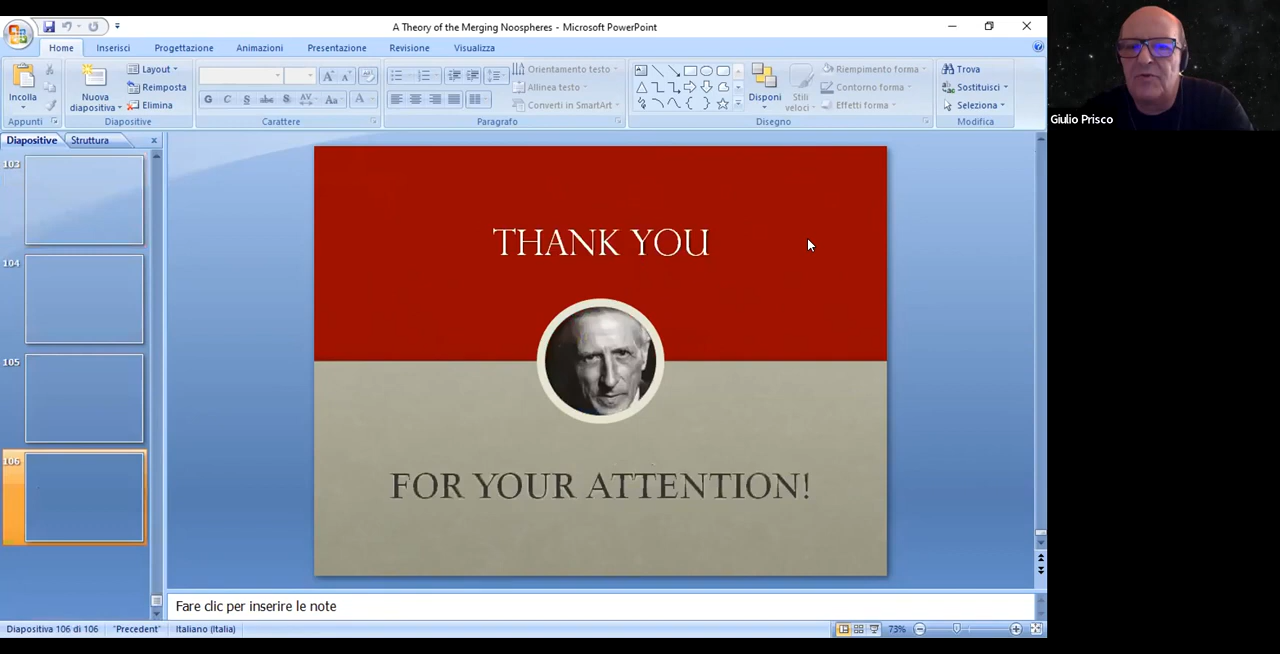 A Theory of the Merging Noospheres - Microsoft PowerPoint
Home Inserisci Progettazione Animazioni Presentazione Revisione Visualizza
Incolla
Appunti
Nuova diapositiva
Layout
Reimposta
Elimina
Diapositive
G C S abe S AV Aa A
Carattere
Orientamento testo
Allinea testo
Converti in SmartArt
Paragrafo
Disponi
Stili veloci
Riempimento forma
Contorno forma
Effetti forma
Disegno
Trova
Sostituisci
Seleziona
Modifica
Giulio Prisco
Diapositive Struttura
103
104
105
106
THANK YOU
FOR YOUR ATTENTION!
Fare clic per inserire le note
Diapositiva 106 di 106 "Precedent" Italiano (Italia) 73%